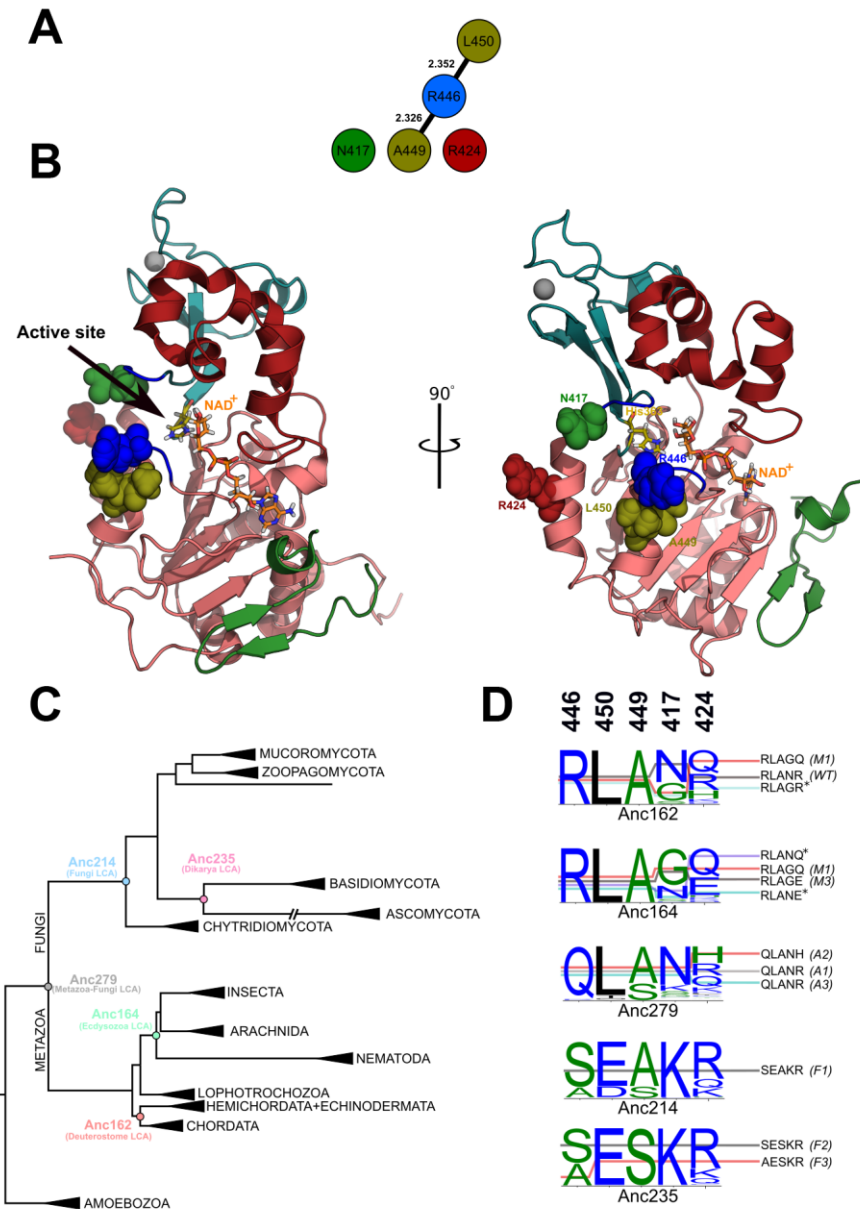 A
L450
2.352
R446
2.326
N417
A449
R424
B
Active site
NAD+
90°
N417
R446
NAD+
R424
L450
A449
C
MUCOROMYCOTA
ZOOPAGOMYCOTA
Anc214
(Fungi LCA)
Anc235
(Dikarya LCA)
BASIDIOMYCOTA
ASCOMYCOTA
CHYTRIDIOMYCOTA
FUNGI
Anc279
(Metazoa-Fungi LCA)
METAZOA
INSECTA
Anc164
(Ecdysozoa LCA)
ARACHNIDA
NEMATODA
LOPHOTROCHOZOA
HEMICHORDATA+ECHINODERMATA
Anc162
(Deuterostome LCA)
CHORDATA
AMOEBOZOA
D
446 450 449 417 424
RLAGQ (M1)
RLANR (WT)
RLAGR*
Anc162
RLANQ*
RLAGQ (M1)
RLAGE (M3)
RLANE*
Anc164
QLANH (A2)
QLANR (A1)
QLANR (A3)
Anc279
SEAKR (F1)
Anc214
SESKR (F2)
AESKR (F3)
Anc235